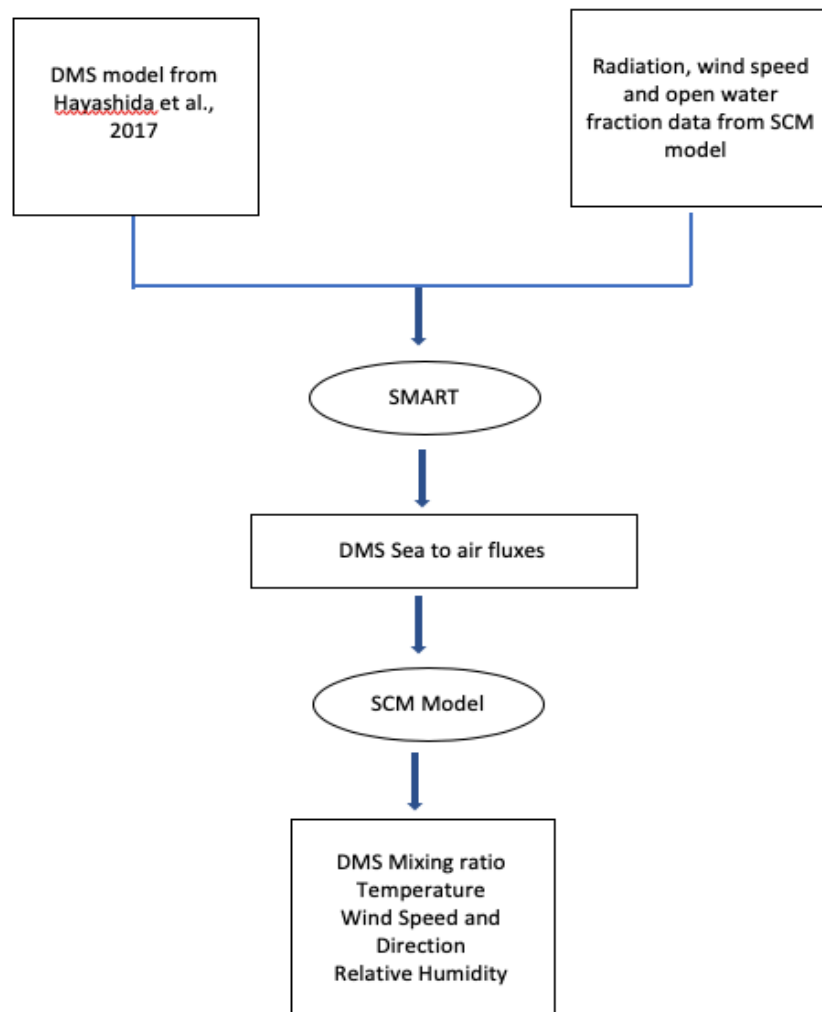 DMS model from
Hayashida et al.,
2017
Radiation, wind speed
and open water
fraction data from SCM
model
SMART
DMS Sea to air fluxes
SCM Model
DMS Mixing ratio
Temperature
Wind Speed and
Direction
Relative Humidity